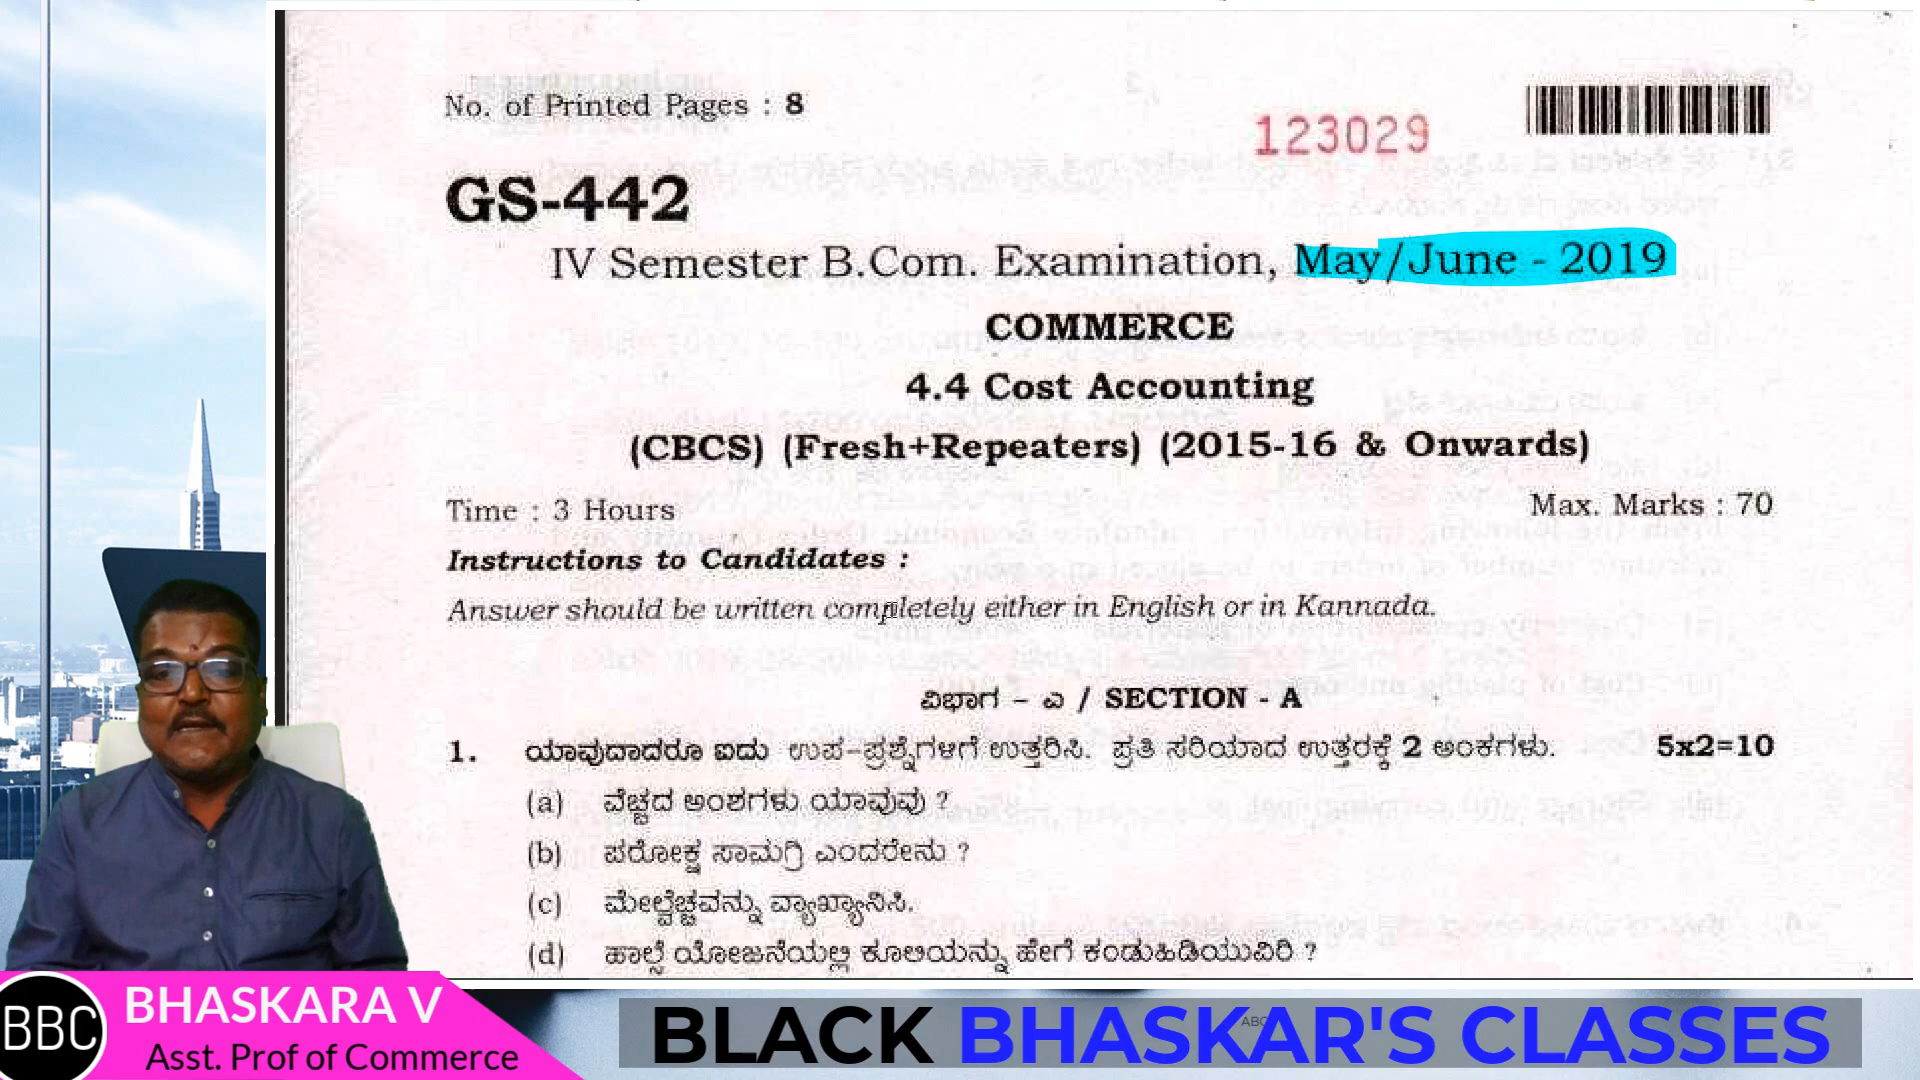 No. of Printed Pages : 8
123029
GS-442
IV Semester B.Com. Examination, May/June - 2019
COMMERCE
4.4 Cost Accounting
(CBCS) (Fresh+Repeaters) (2015-16 & Onwards)
Time : 3 Hours Max. Marks : 70
Instructions to Candidates :
Answer should be written completely either in English or in Kannada.
ವಿಭಾಗ – ಎ / SECTION - A
1. ಯಾವುದಾದರೂ ಐದು ಉಪ-ಪ್ರಶ್ನೆಗಳಿಗೆ ಉತ್ತರಿಸಿ. ಪ್ರತಿ ಸರಿಯಾದ ಉತ್ತರಕ್ಕೆ 2 ಅಂಕಗಳು. 5x2=10
(a) ವೆಚ್ಚದ ಅಂಶಗಳು ಯಾವುವು ?
(b) ಪರೋಕ್ಷ ಸಾಮಗ್ರಿ ಎಂದರೇನು ?
(c) ಮೇಲ್ವೆಚ್ಚವನ್ನು ವ್ಯಾಖ್ಯಾನಿಸಿ.
(d) ಹಾಲ್ಸೆ ಯೋಜನೆಯಲ್ಲಿ ಕೂಲಿಯನ್ನು ಹೇಗೆ ಕಂಡುಹಿಡಿಯುವಿರಿ ?
BBC
BHASKARA V
Asst. Prof of Commerce
BLACK BHASKAR'S CLASSES